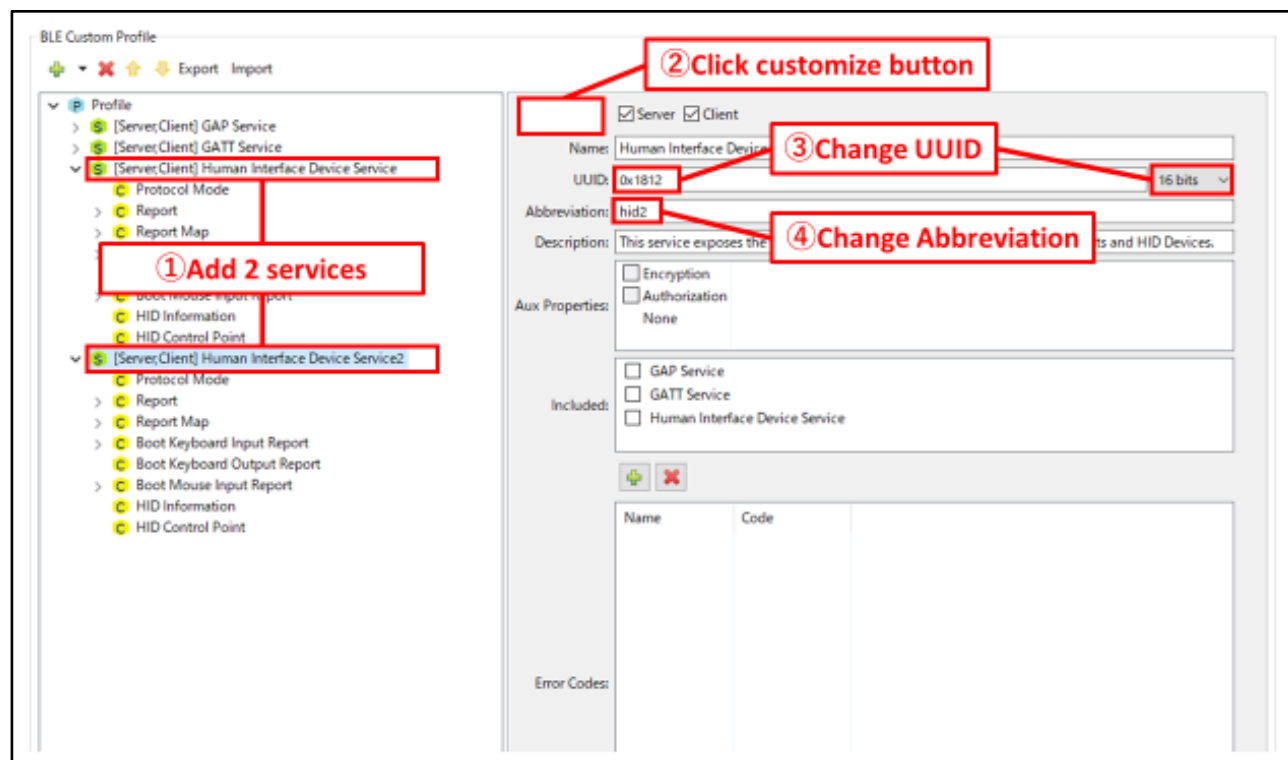 BLE Custom Profile
Export Import
②Click customize button
Profile
[Server,Client] GAP Service
[Server,Client] GATT Service
[Server,Client] Human Interface Device Service
Protocol Mode
Report
Report Map
①Add 2 services
Boot Mouse Input Report
HID Information
HID Control Point
[Server,Client] Human Interface Device Service2
Protocol Mode
Report
Report Map
Boot Keyboard Input Report
Boot Keyboard Output Report
Boot Mouse Input Report
HID Information
HID Control Point
Server Client
Name: Human Interface Device
③Change UUID
UUID: 0x1812 16 bits
Abbreviation: hid2
④Change Abbreviation
Description: This service exposes the ts and HID Devices.
Aux Properties:
Encryption
Authorization
None
Included:
GAP Service
GATT Service
Human Interface Device Service
Name Code
Error Codes: